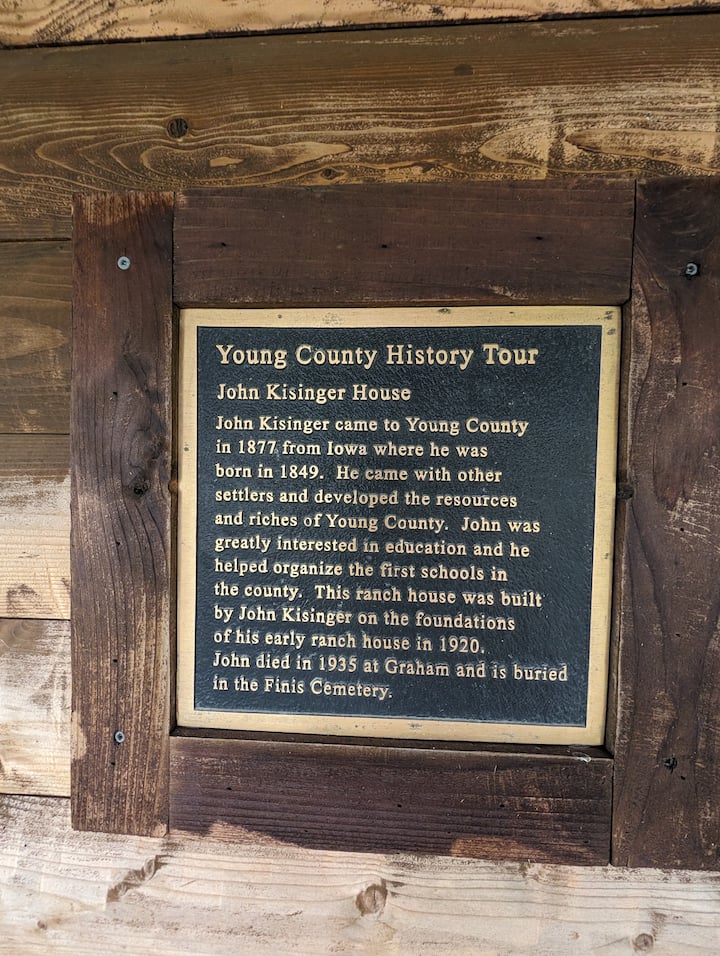 Young County History Tour
John Kisinger House
John Kisinger came to Young County
in 1877 from Iowa where he was
born in 1849. He came with other
settlers and developed the resources
and riches of Young County. John was
greatly interested in education and he
helped organize the first schools in
the county. This ranch house was built
by John Kisinger on the foundations
of his early ranch house in 1920.
John died in 1935 at Graham and is buried
in the Finis Cemetery.